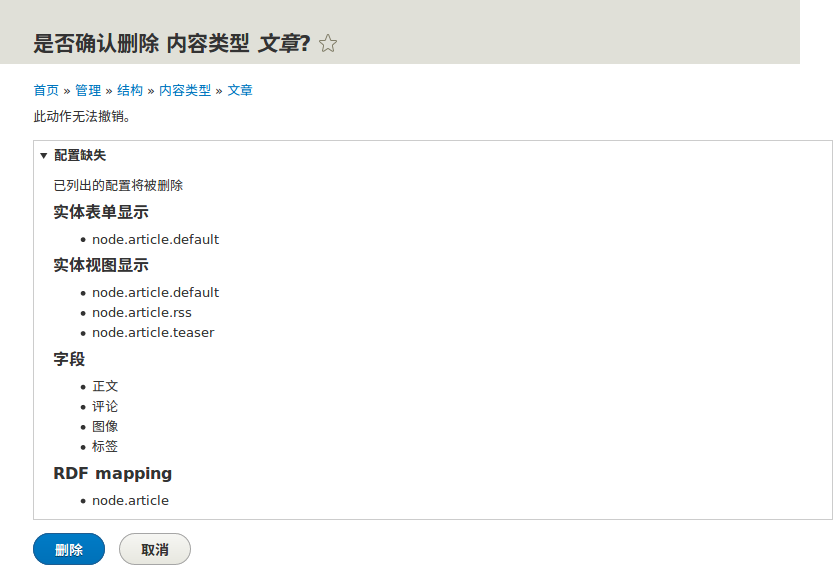 是否确认删除 内容类型 文章?
首页 » 管理 » 结构 » 内容类型 » 文章
此动作无法撤销。
配置缺失
已列出的配置将被删除
实体表单显示
node.article.default
实体视图显示
node.article.default
node.article.rss
node.article.teaser
字段
正文
评论
图像
标签
RDF mapping
node.article
删除 取消